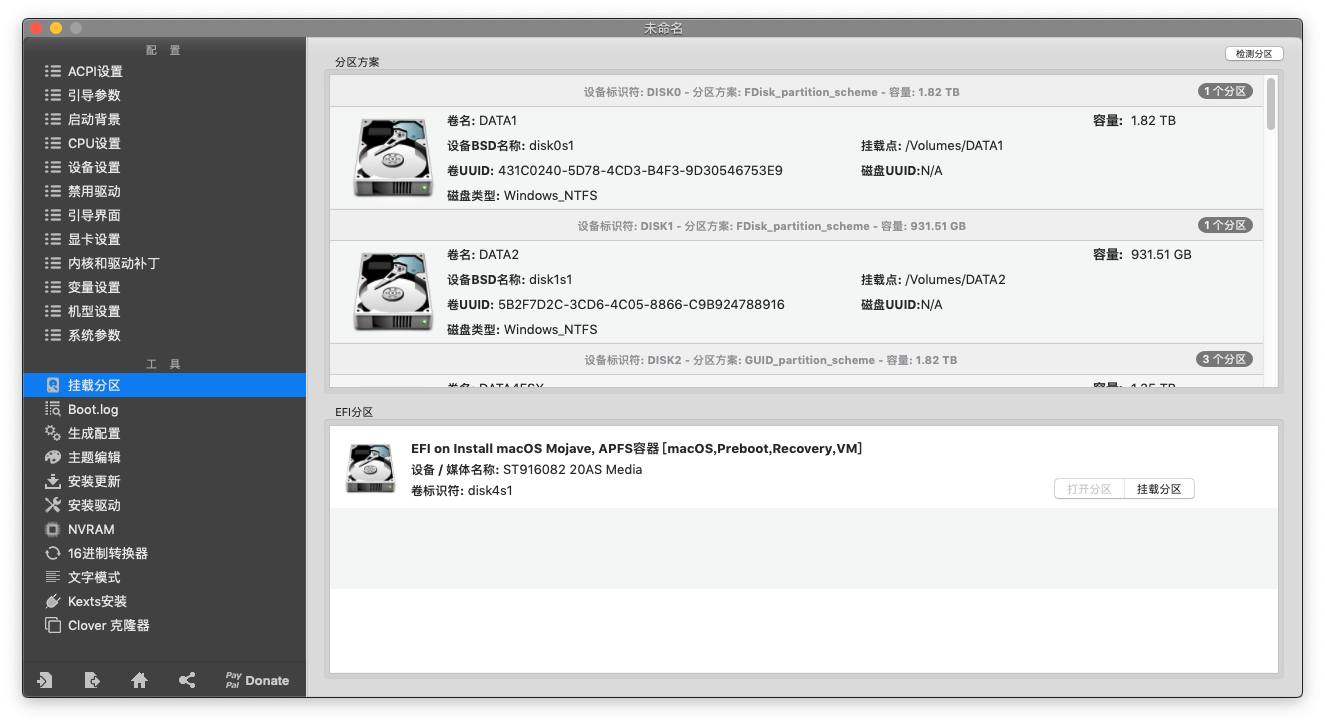 未命名
配 置
ACPI设置
引导参数
启动背景
CPU设置
设备设置
禁用驱动
引导界面
显卡设置
内核和驱动补丁
变量设置
机型设置
系统参数
工 具
挂载分区
Boot.log
生成配置
主题编辑
安装更新
安装驱动
NVRAM
16进制转换器
文字模式
Kexts安装
Clover 克隆器
Pay
Pal Donate
检测分区
分区方案
设备标识符: DISK0 - 分区方案: FDisk_partition_scheme - 容量: 1.82 TB 1 个分区
卷名: DATA1 容量: 1.82 TB
设备BSD名称: disk0s1 挂载点: /Volumes/DATA1
卷UUID: 431C0240-5D78-4CD3-B4F3-9D30546753E9 磁盘UUID:N/A
磁盘类型: Windows_NTFS
设备标识符: DISK1 - 分区方案: FDisk_partition_scheme - 容量: 931.51 GB 1 个分区
卷名: DATA2 容量: 931.51 GB
设备BSD名称: disk1s1 挂载点: /Volumes/DATA2
卷UUID: 5B2F7D2C-3CD6-4C05-8866-C9B924788916 磁盘UUID:N/A
磁盘类型: Windows_NTFS
设备标识符: DISK2 - 分区方案: GUID_partition_scheme - 容量: 1.82 TB 3 个分区
EFI分区
EFI on Install macOS Mojave, APFS容器 [macOS,Preboot,Recovery,VM]
设备 / 媒体名称: ST916082 20AS Media
卷标识符: disk4s1
打开分区 挂载分区